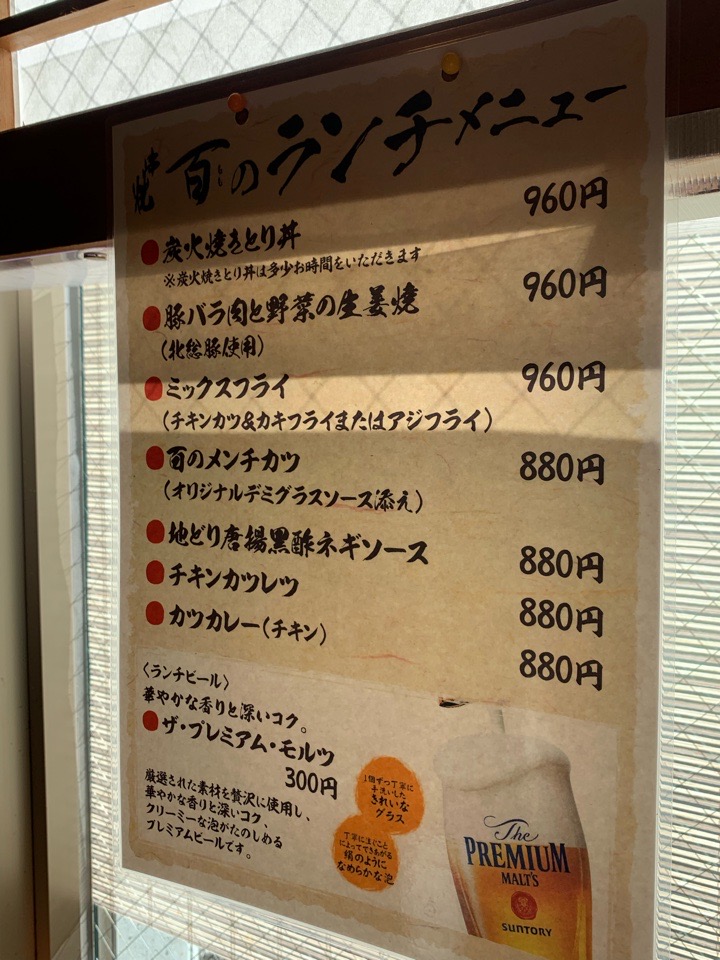 串焼 百のランチメニュー
もも
炭火焼きとり丼 960円
※炭火焼きとり丼は多少お時間をいただきます
豚バラ肉と野菜の生姜焼 960円
(北総豚使用)
ミックスフライ 960円
(チキンカツ&カキフライまたはアジフライ)
百のメンチカツ 880円
(オリジナルデミグラスソース添え)
地どり唐揚黒酢ネギソース 880円
チキンカツレツ 880円
カツカレー(チキン) 880円
〈ランチビール〉
華やかな香りと深いコク。
ザ・プレミアム・モルツ
300円
厳選された素材を贅沢に使用し、
華やかな香りと深いコク、
クリーミーな泡がたのしめる
プレミアムビールです。
1個ずつ丁寧に
手洗いした
きれいな
グラス
丁寧に注ぐこと
によってできあがる
絹のように
なめらかな泡
The
PREMIUM
MALT'S
SUNTORY